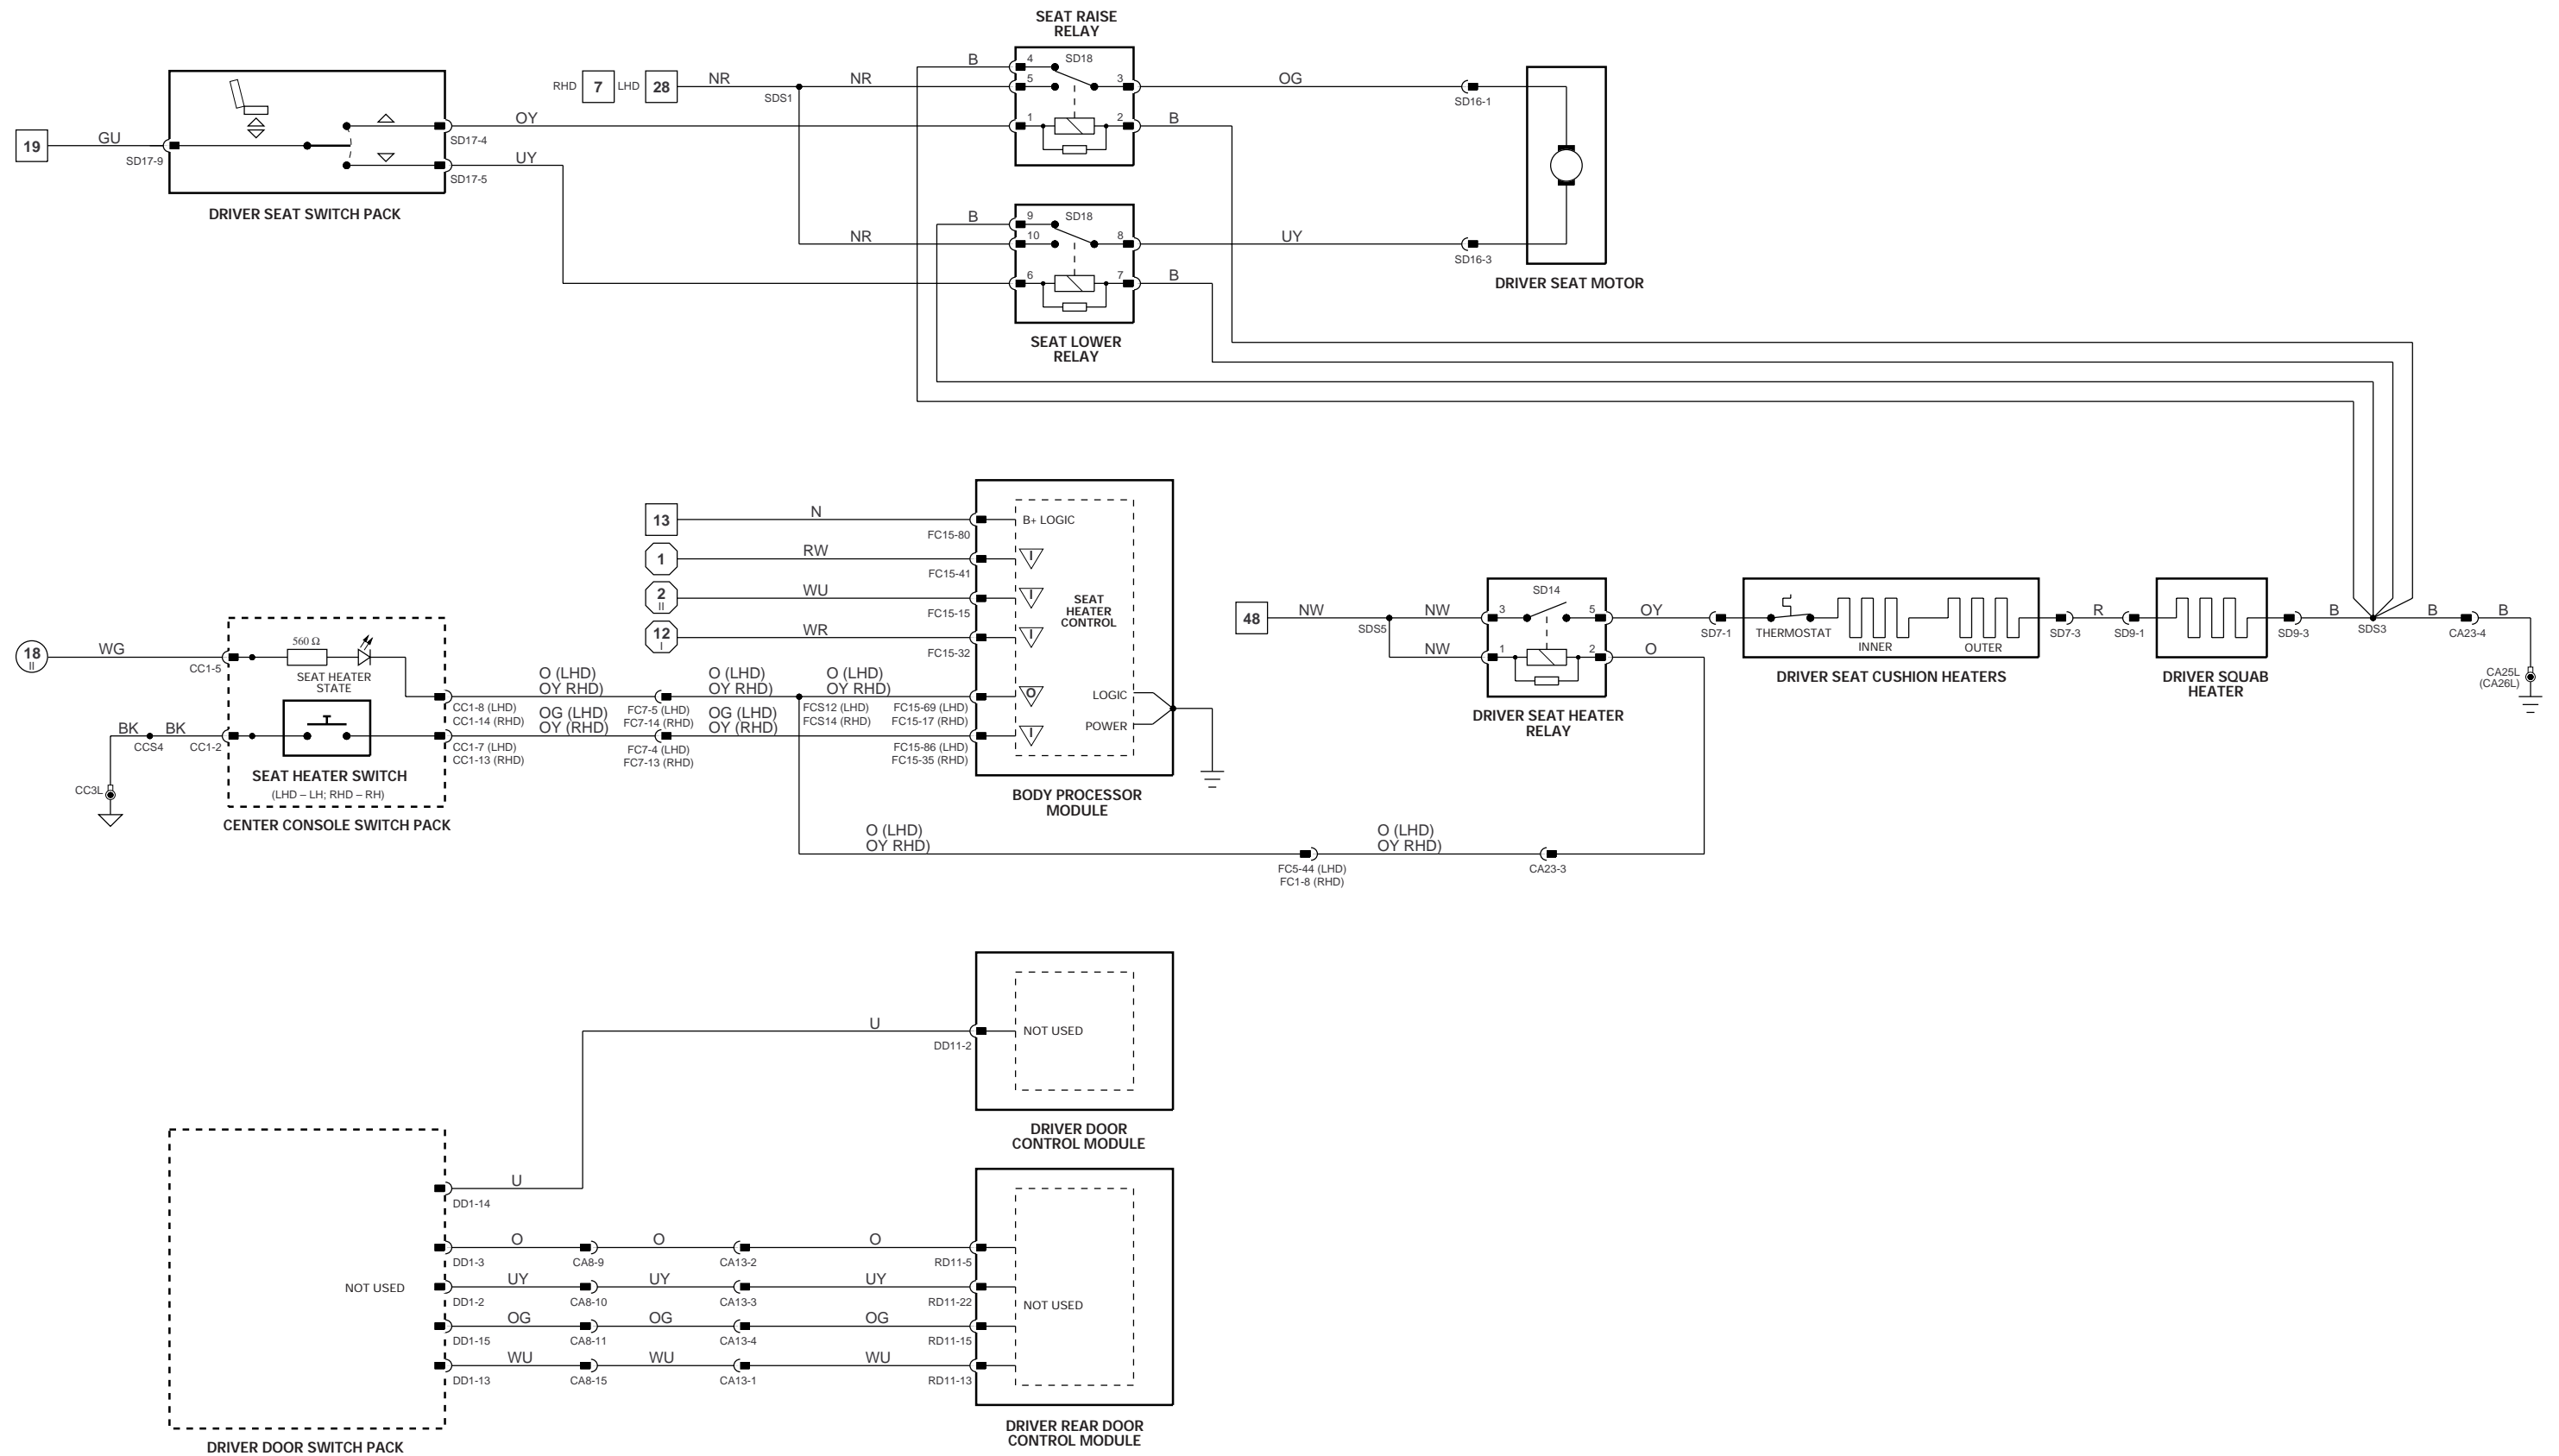 SEAT RAISE
RELAY
B
4
SD18
RHD
7
LHD
28
NR
SDS1
NR
5
3
OG
SD16-1
OY
SD17-4
1
2
B
19
GU
SD17-9
UY
SD17-5
DRIVER SEAT SWITCH PACK
B
9
SD18
NR
10
8
UY
SD16-3
6
7
B
DRIVER SEAT MOTOR
SEAT LOWER
RELAY
13
N
FC15-80
B+ LOGIC
1
RW
FC15-41
I
2
II
WU
FC15-15
I
SEAT
HEATER
CONTROL
12
I
WR
FC15-32
I
48
NW
SDS5
NW
3
SD14
5
OY
SD7-1
THERMOSTAT
INNER
OUTER
SD7-3
R
SD9-1
SD9-3
B
SDS3
B
CA23-4
B
NW
1
2
O
DRIVER SEAT CUSHION HEATERS
DRIVER SQUAB
HEATER
CA25L
(CA26L)
DRIVER SEAT HEATER
RELAY
18
II
WG
CC1-5
560 Ω
SEAT HEATER
STATE
O (LHD)
OY RHD)
O (LHD)
OY RHD)
O (LHD)
OY RHD)
O
LOGIC
CC1-8 (LHD)
CC1-14 (RHD)
FC7-5 (LHD)
FC7-14 (RHD)
FCS12 (LHD)
FCS14 (RHD)
FC15-69 (LHD)
FC15-17 (RHD)
OG (LHD)
OY (RHD)
OG (LHD)
OY (RHD)
POWER
BK
CCS4
BK
CC1-2
I
CC1-7 (LHD)
CC1-13 (RHD)
FC7-4 (LHD)
FC7-13 (RHD)
FC15-86 (LHD)
FC15-35 (RHD)
CC3L
SEAT HEATER SWITCH
(LHD – LH; RHD – RH)
CENTER CONSOLE SWITCH PACK
BODY PROCESSOR
MODULE
O (LHD)
OY RHD)
O (LHD)
OY RHD)
FC5-44 (LHD)
FC1-8 (RHD)
CA23-3
U
DD11-2
NOT USED
DRIVER DOOR
CONTROL MODULE
U
DD1-14
O
O
O
DD1-3
CA8-9
CA13-2
RD11-5
NOT USED
UY
UY
UY
DD1-2
CA8-10
CA13-3
RD11-22
NOT USED
OG
OG
OG
DD1-15
CA8-11
CA13-4
RD11-15
WU
WU
WU
DD1-13
CA8-15
CA13-1
RD11-13
DRIVER REAR DOOR
CONTROL MODULE
DRIVER DOOR SWITCH PACK